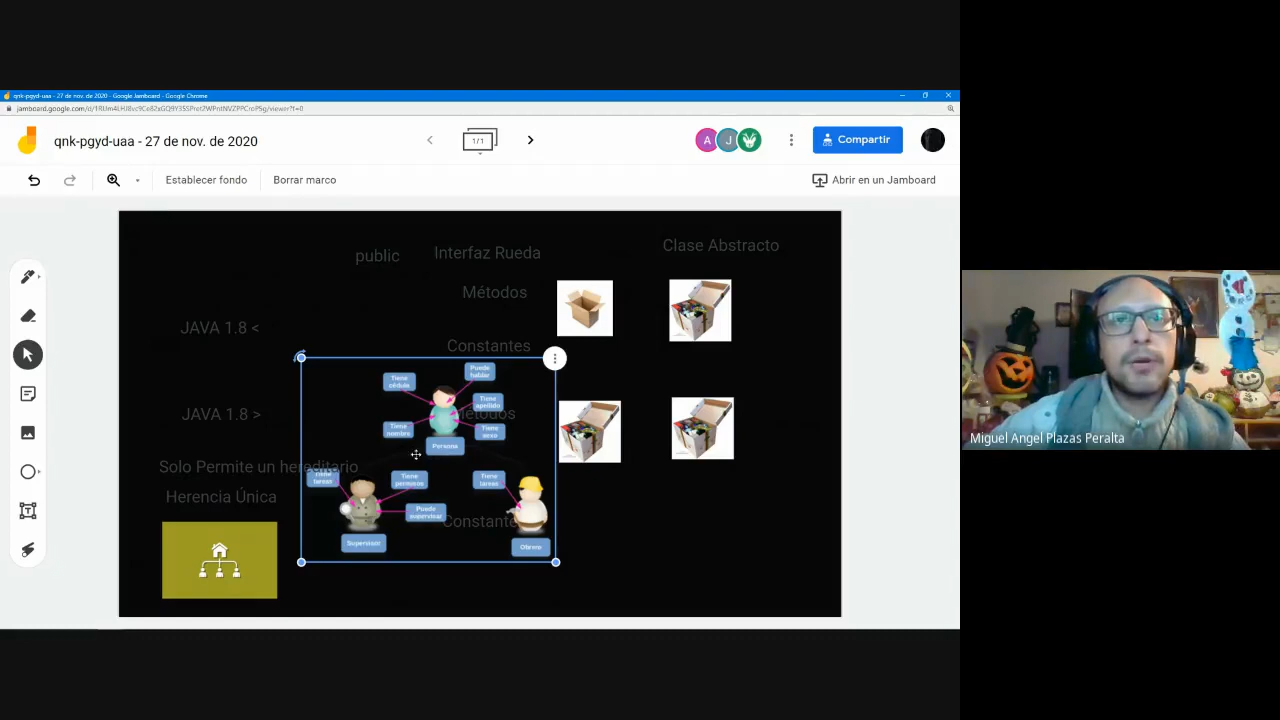 qnk-pgyd-uaa - 27 de nov. de 2020 - Google Jamboard - Google Chrome
qnk-pgyd-uaa - 27 de nov. de 2020
1/1
A
J
Compartir
Establecer fondo
Borrar marco
Abrir en un Jamboard
public
Interfaz Rueda
Clase Abstracto
Métodos
JAVA 1.8 <
Constantes
Tiene cédula
Puede hablar
Tiene apellido
Tiene nombre
Tiene sexo
Persona
JAVA 1.8 >
Métodos
Solo Permite un hereditario
Herencia Única
Tiene tareas
Tiene permisos
Puede supervisar
Supervisor
Tiene tareas
Constante
Obrero
Miguel Angel Plazas Peralta